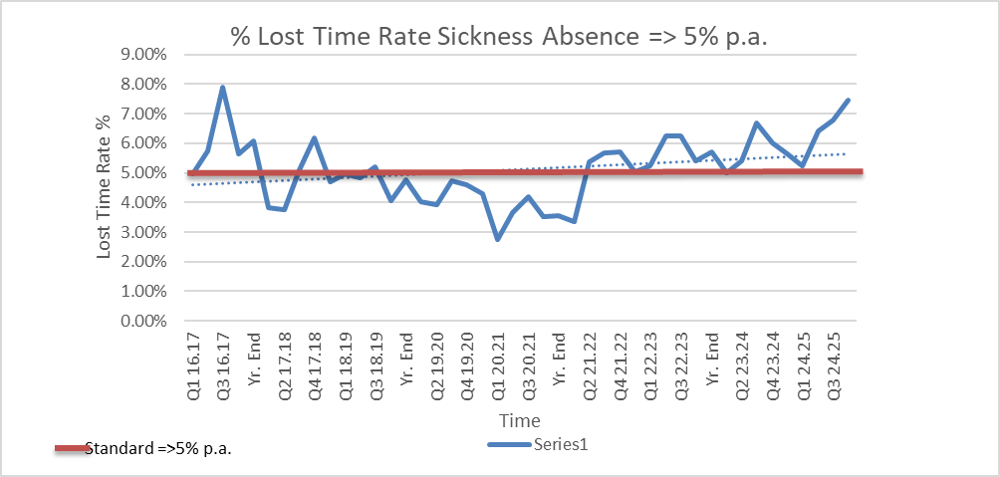 % Lost Time Rate Sickness Absence => 5% p.a.
9.00%
8.00%
7.00%
6.00%
5.00%
4.00%
3.00%
2.00%
1.00%
0.00%
Lost Time Rate %
Q1 16.17
Q3 16.17
Yr. End
Q2 17.18
Q4 17.18
Q1 18.19
Q3 18.19
Yr. End
Q2 19.20
Q4 19.20
Q1 20.21
Q3 20.21
Yr. End
Q2 21.22
Q4 21.22
Q1 22.23
Q3 22.23
Yr. End
Q2 23.24
Q4 23.24
Q1 24.25
Q3 24.25
Time
Standard =>5% p.a.
Series1